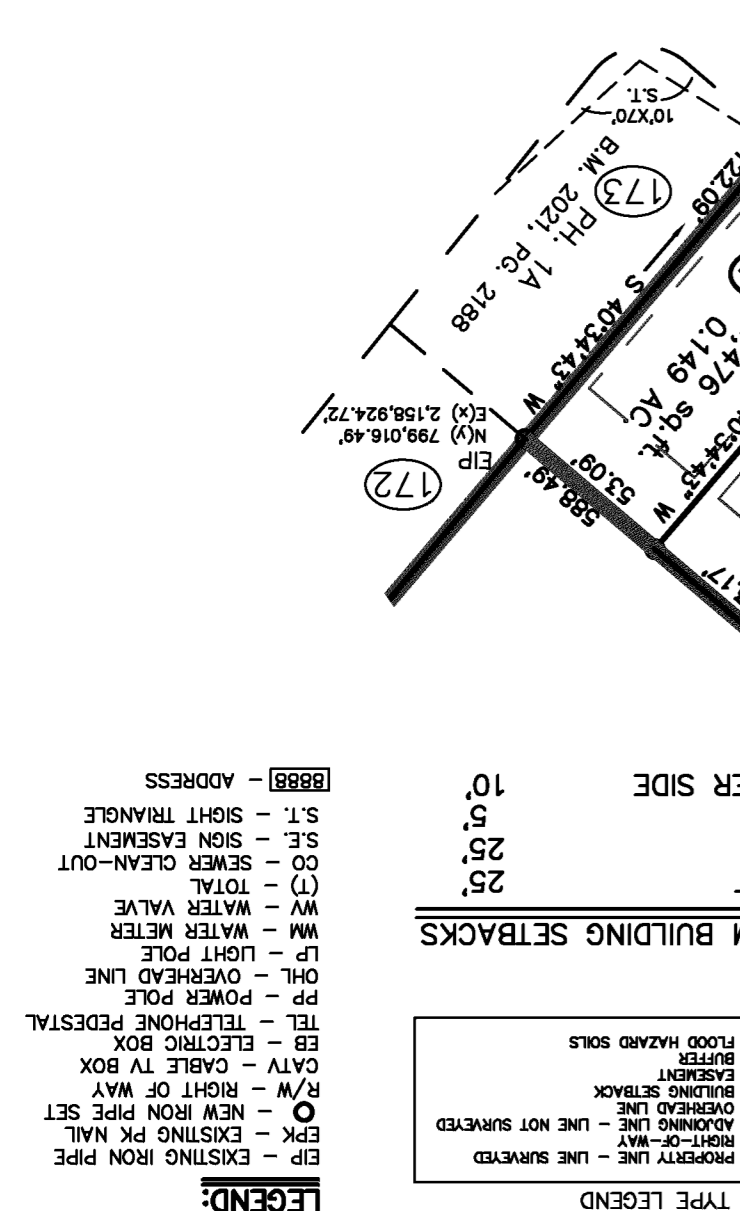 LEGEND:
EIP – EXISTING IRON PIPE
EPK – EXISTING PK NAIL
O – NEW IRON PIPE SET
R/W – RIGHT OF WAY
CATV – CABLE TV BOX
EB – ELECTRIC BOX
TEL – TELEPHONE PEDESTAL
PP – POWER POLE
OHL – OVERHEAD LINE
LP – LIGHT POLE
WM – WATER METER
WV – WATER VALVE
(T) – TOTAL
CO – SEWER CLEAN–OUT
S.E. – SIGN EASEMENT
S.T. – SIGHT TRIANGLE
8888 – ADDRESS
TYPE LEGEND
PROPERTY LINE – LINE SURVEYED
RIGHT–OF–WAY
ADJOINING LINE – LINE NOT SURVEYED
OVERHEAD LINE
BUILDING SETBACK
EASEMENT
BUFFER
FLOOD HAZARD SOILS
BUILDING SETBACKS
25'
25'
5'
SIDE 10'
172
EIP
N(y) 799,016.49'
E(x) 2,158,924.72'
588.49'
53.09'
S 40°34'43" W
0.149 AC
sq.ft.
W
173
PH. 1A
B.M. 2021, PG. 2188
10'X70'
S.T.